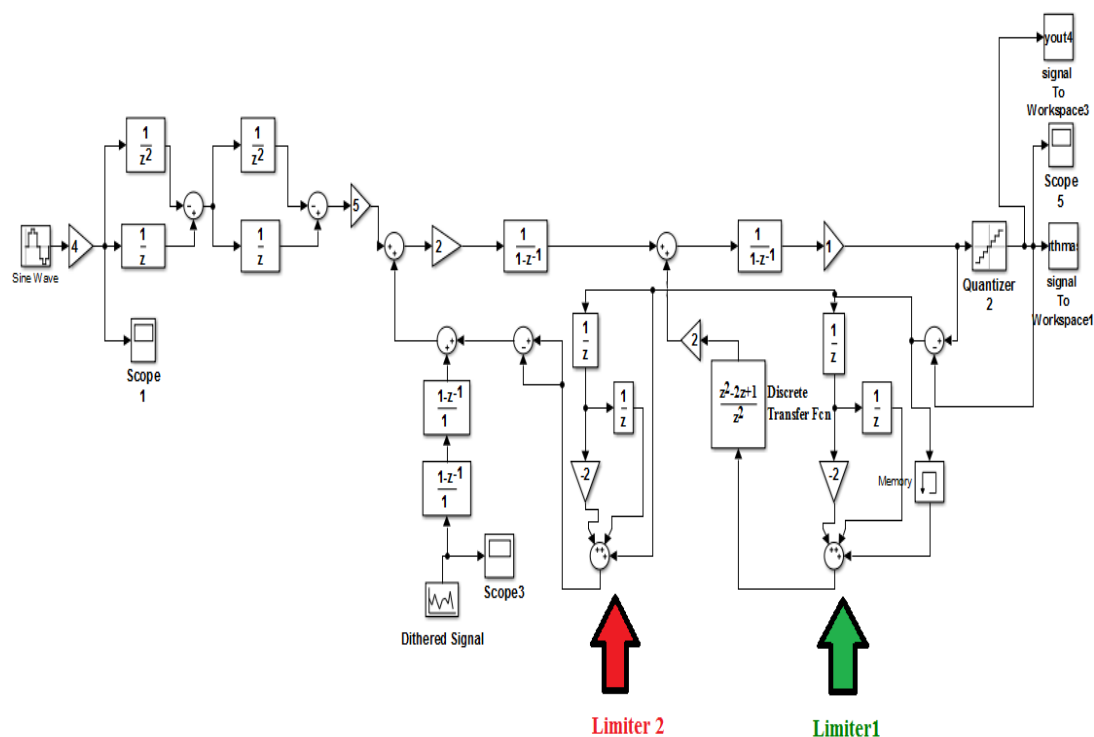 yout4
signal
To
Workspace3
1
z2
1
z2
Scope
5
5
4
1
z
1
z
Sine Wave
2
1
1-z-1
1
1-z-1
1
Quantizer
2
rthma
signal
To
Workspace1
Scope
1
1
z
2
1
z
z2-2z+1
z2
Discrete
Transfer Fcn
1-z-1
1
1
z
1
z
1-z-1
1
-2
-2
Memory
Scope3
Dithered Signal
Limiter 2
Limiter1